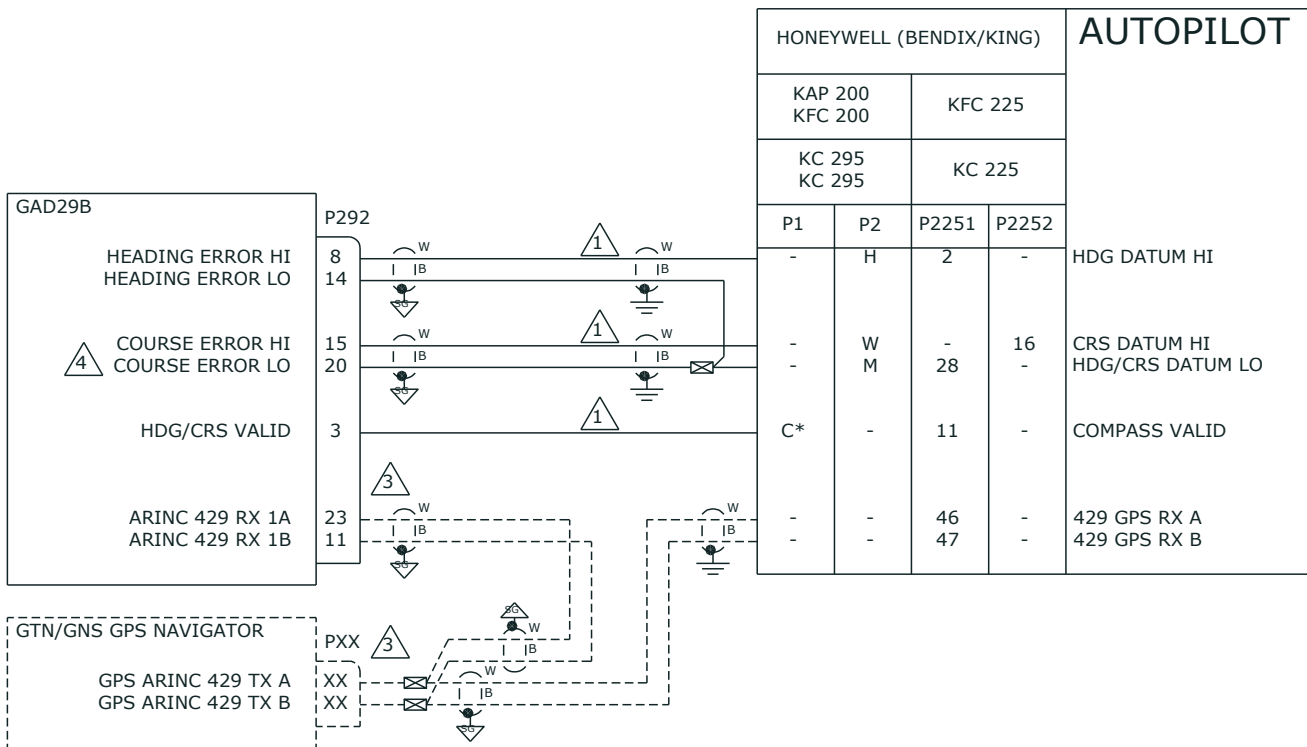 HONEYWELL (BENDIX/KING) AUTOPILOT
KAP 200
KFC 200
KFC 225
KC 295
KC 295
KC 225
P1 P2 P2251 P2252
GAD29B
P292
HEADING ERROR HI 8 W 1 W - H 2 - HDG DATUM HI
HEADING ERROR LO 14 B B
SG
COURSE ERROR HI 15 W 1 W - W - 16 CRS DATUM HI
4 COURSE ERROR LO 20 B B - M 28 - HDG/CRS DATUM LO
SG
HDG/CRS VALID 3 1 C* - 11 - COMPASS VALID
3
ARINC 429 RX 1A 23 W W - - 46 - 429 GPS RX A
ARINC 429 RX 1B 11 B B - - 47 - 429 GPS RX B
SG
SG
GTN/GNS GPS NAVIGATOR PXX 3 W
B
GPS ARINC 429 TX A XX W
GPS ARINC 429 TX B XX B
SG